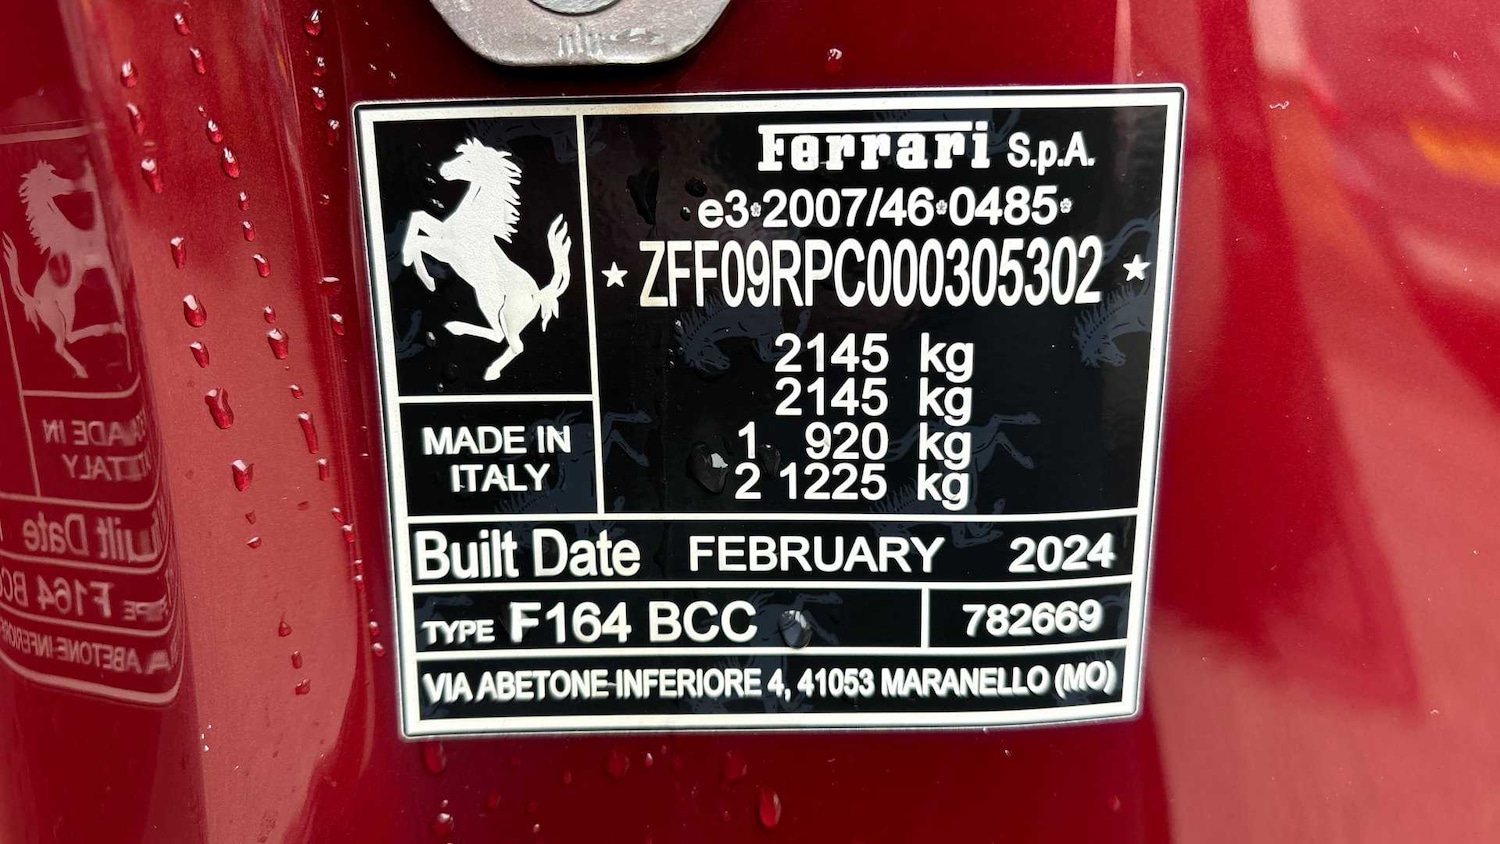 Ferrari S.p.A.
e3*2007/46*0485*
★ ZFF09RPC000305302 ★
2145 kg
2145 kg
1 920 kg
2 1225 kg
MADE IN
ITALY
Built Date FEBRUARY 2024
TYPE F164 BCC 782669
VIA ABETONE INFERIORE 4, 41053 MARANELLO (MO)